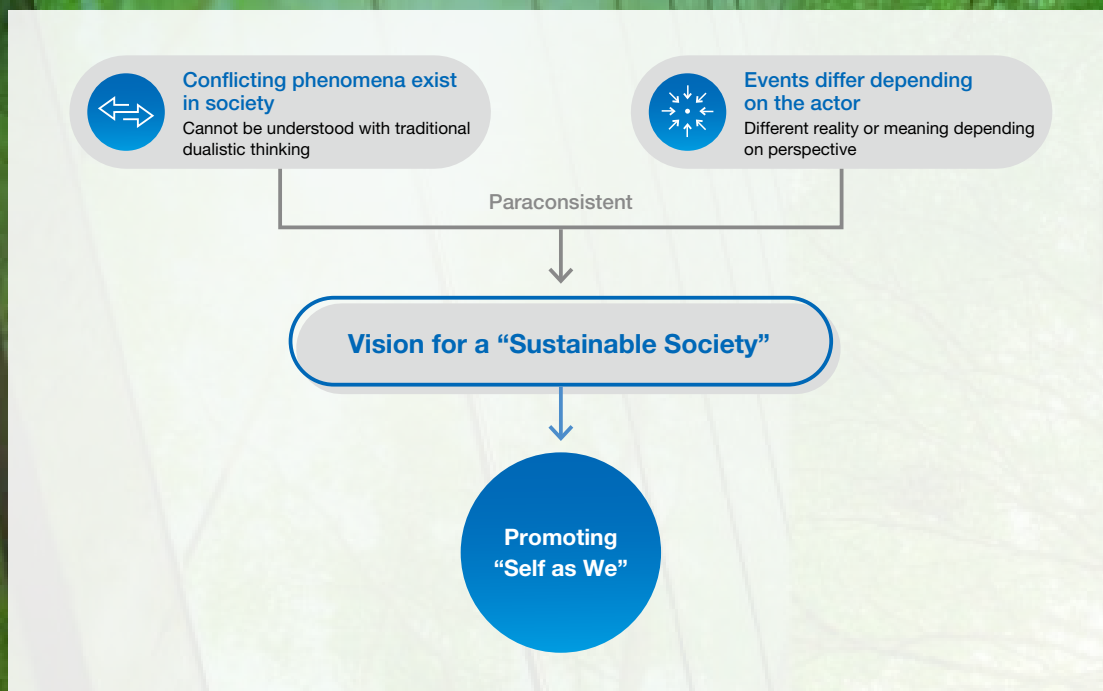 Conflicting phenomena exist
in society
Cannot be understood with traditional
dualistic thinking
Events differ depending
on the actor
Different reality or meaning depending
on perspective
Paraconsistent
Vision for a “Sustainable Society”
Promoting
“Self as We”